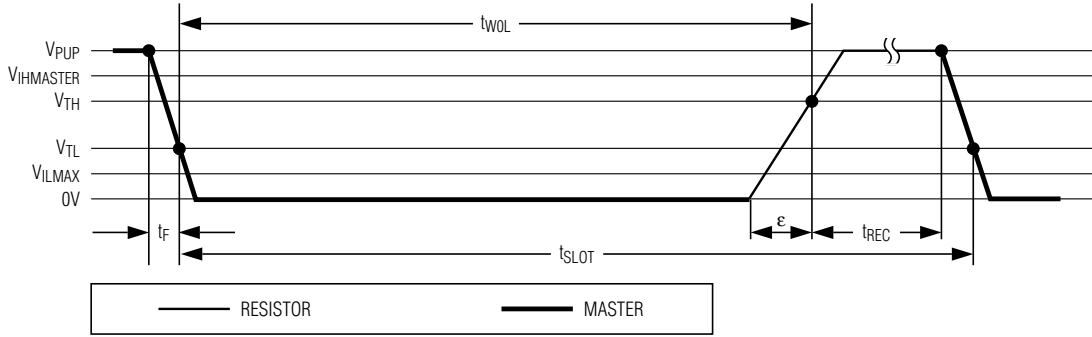 tW0L
VPUP
VIHMASTER
VTH
VTL
VILMAX
0V
tF
ε
tREC
tSLOT
RESISTOR
MASTER